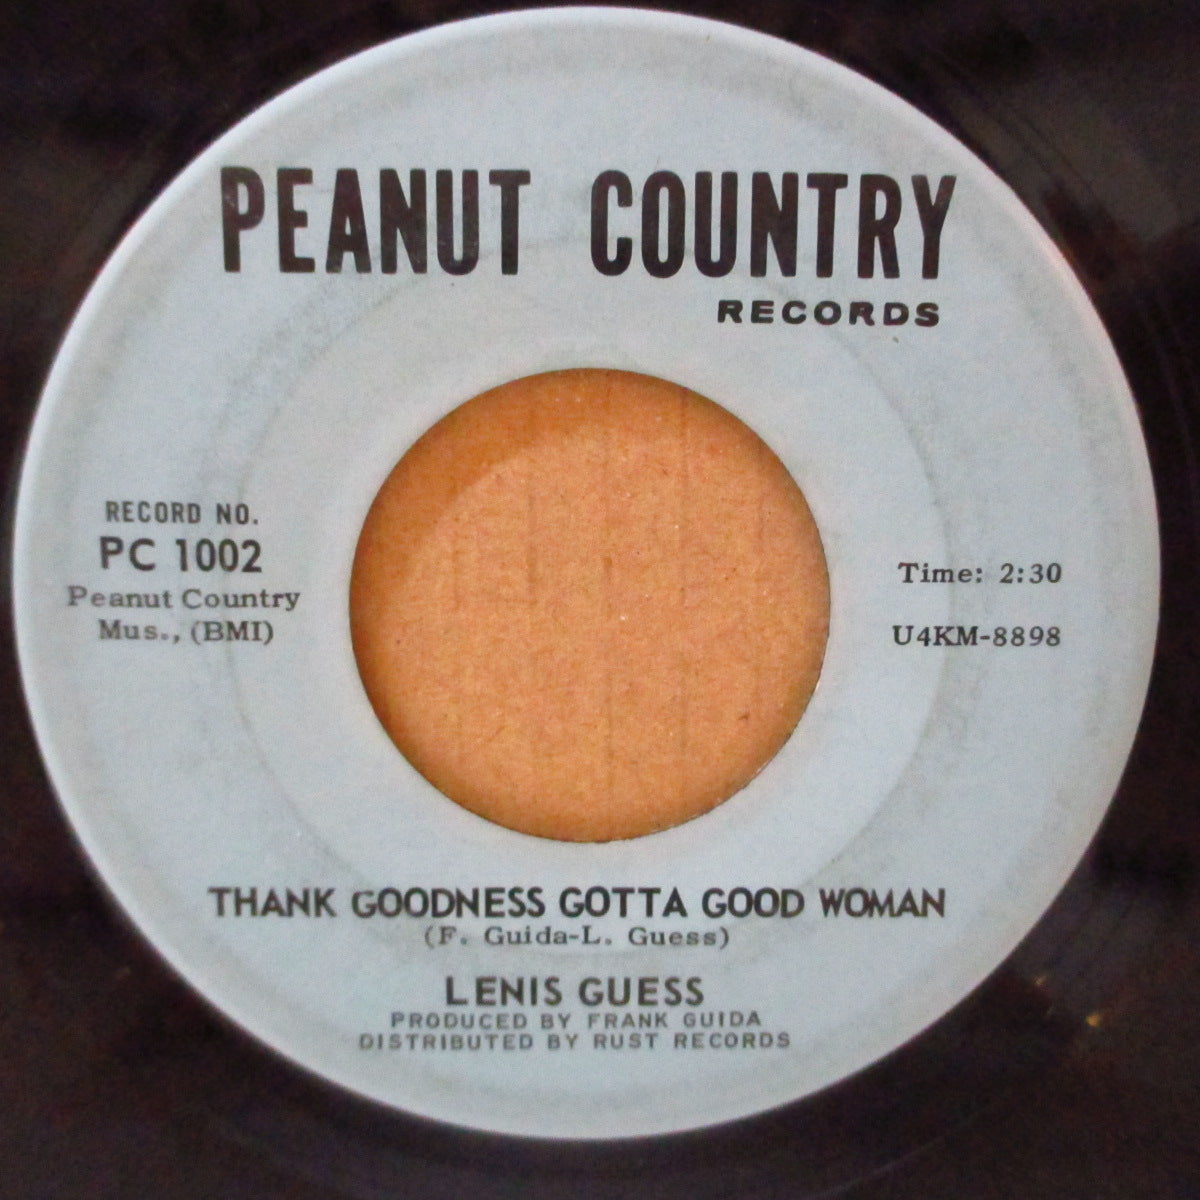 PEANUT COUNTRY
RECORDS
RECORD NO.
PC 1002
Peanut Country
Mus., (BMI)
Time: 2:30
U4KM-8898
THANK GOODNESS GOTTA GOOD WOMAN
(F. Guida-L. Guess)
LENIS GUESS
PRODUCED BY FRANK GUIDA
DISTRIBUTED BY RUST RECORDS